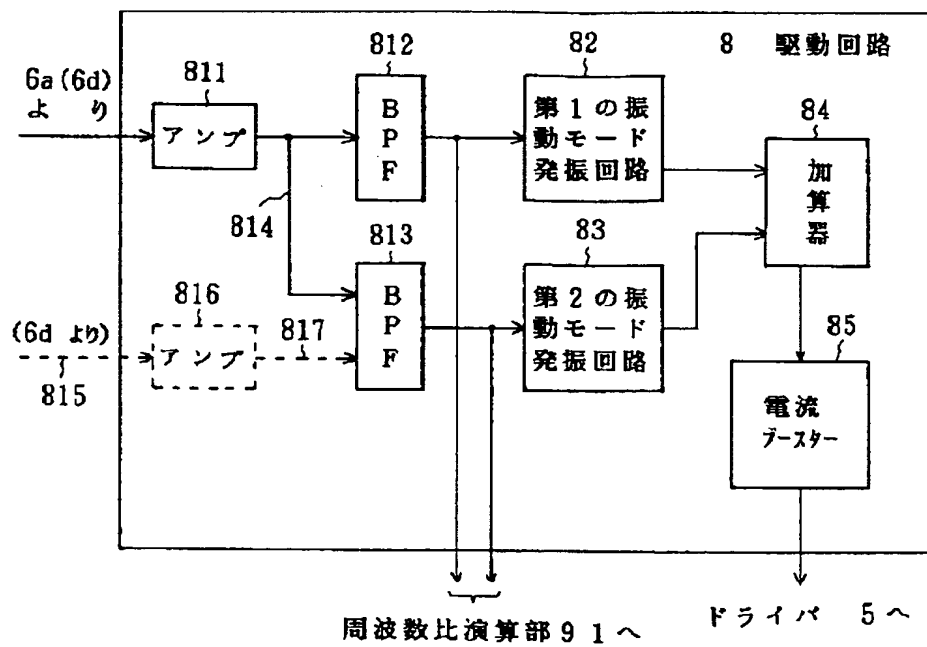 8 駆動回路
6a(6d)
より
811
アンプ
812
B
P
F
82
第1の振
動モード
発振回路
84
加
算
器
814
813
B
P
F
83
第2の振
動モード
発振回路
(6d より)
815
816
アンプ
817
85
電流
ブースター
周波数比演算部91へ
ドライバ 5へ